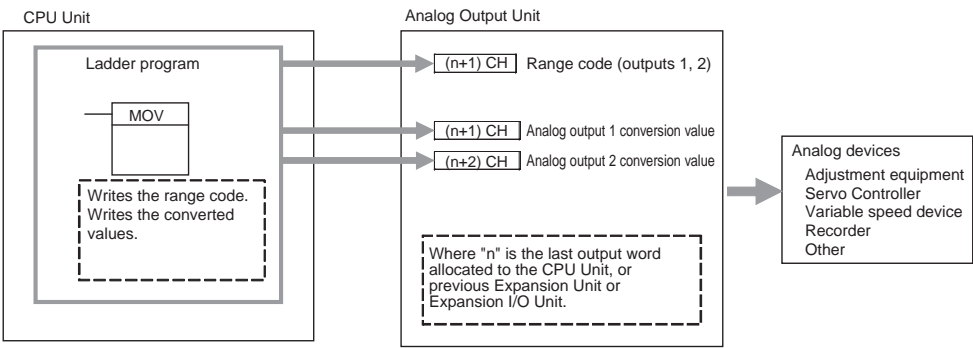 CPU Unit
Ladder program
MOV
Writes the range code.
Writes the converted
values.
Analog Output Unit
(n+1) CH Range code (outputs 1, 2)
(n+1) CH Analog output 1 conversion value
(n+2) CH Analog output 2 conversion value
Where "n" is the last output word
allocated to the CPU Unit, or
previous Expansion Unit or
Expansion I/O Unit.
Analog devices
Adjustment equipment
Servo Controller
Variable speed device
Recorder
Other